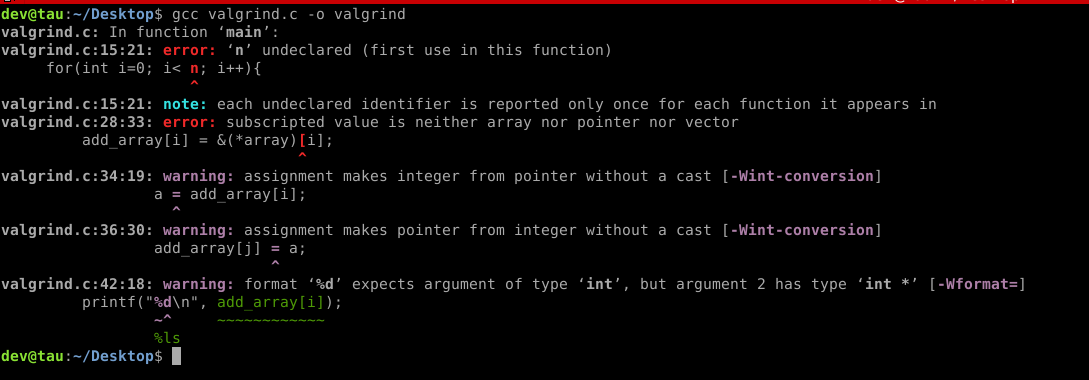 dev@tau:~/Desktop$ gcc valgrind.c -o valgrind
valgrind.c: In function ‘main’:
valgrind.c:15:21: error: ‘n’ undeclared (first use in this function)
     for(int i=0; i< n; i++){
                     ^
valgrind.c:15:21: note: each undeclared identifier is reported only once for each function it appears in
valgrind.c:28:33: error: subscripted value is neither array nor pointer nor vector
         add_array[i] = &(*array)[i];
                                 ^
valgrind.c:34:19: warning: assignment makes integer from pointer without a cast [-Wint-conversion]
                 a = add_array[i];
                   ^
valgrind.c:36:30: warning: assignment makes pointer from integer without a cast [-Wint-conversion]
                 add_array[j] = a;
                              ^
valgrind.c:42:18: warning: format ‘%d’ expects argument of type ‘int’, but argument 2 has type ‘int *’ [-Wformat=]
         printf("%d\n", add_array[i]);
                 ~^     ~~~~~~~~~~~~
                 %ls
dev@tau:~/Desktop$